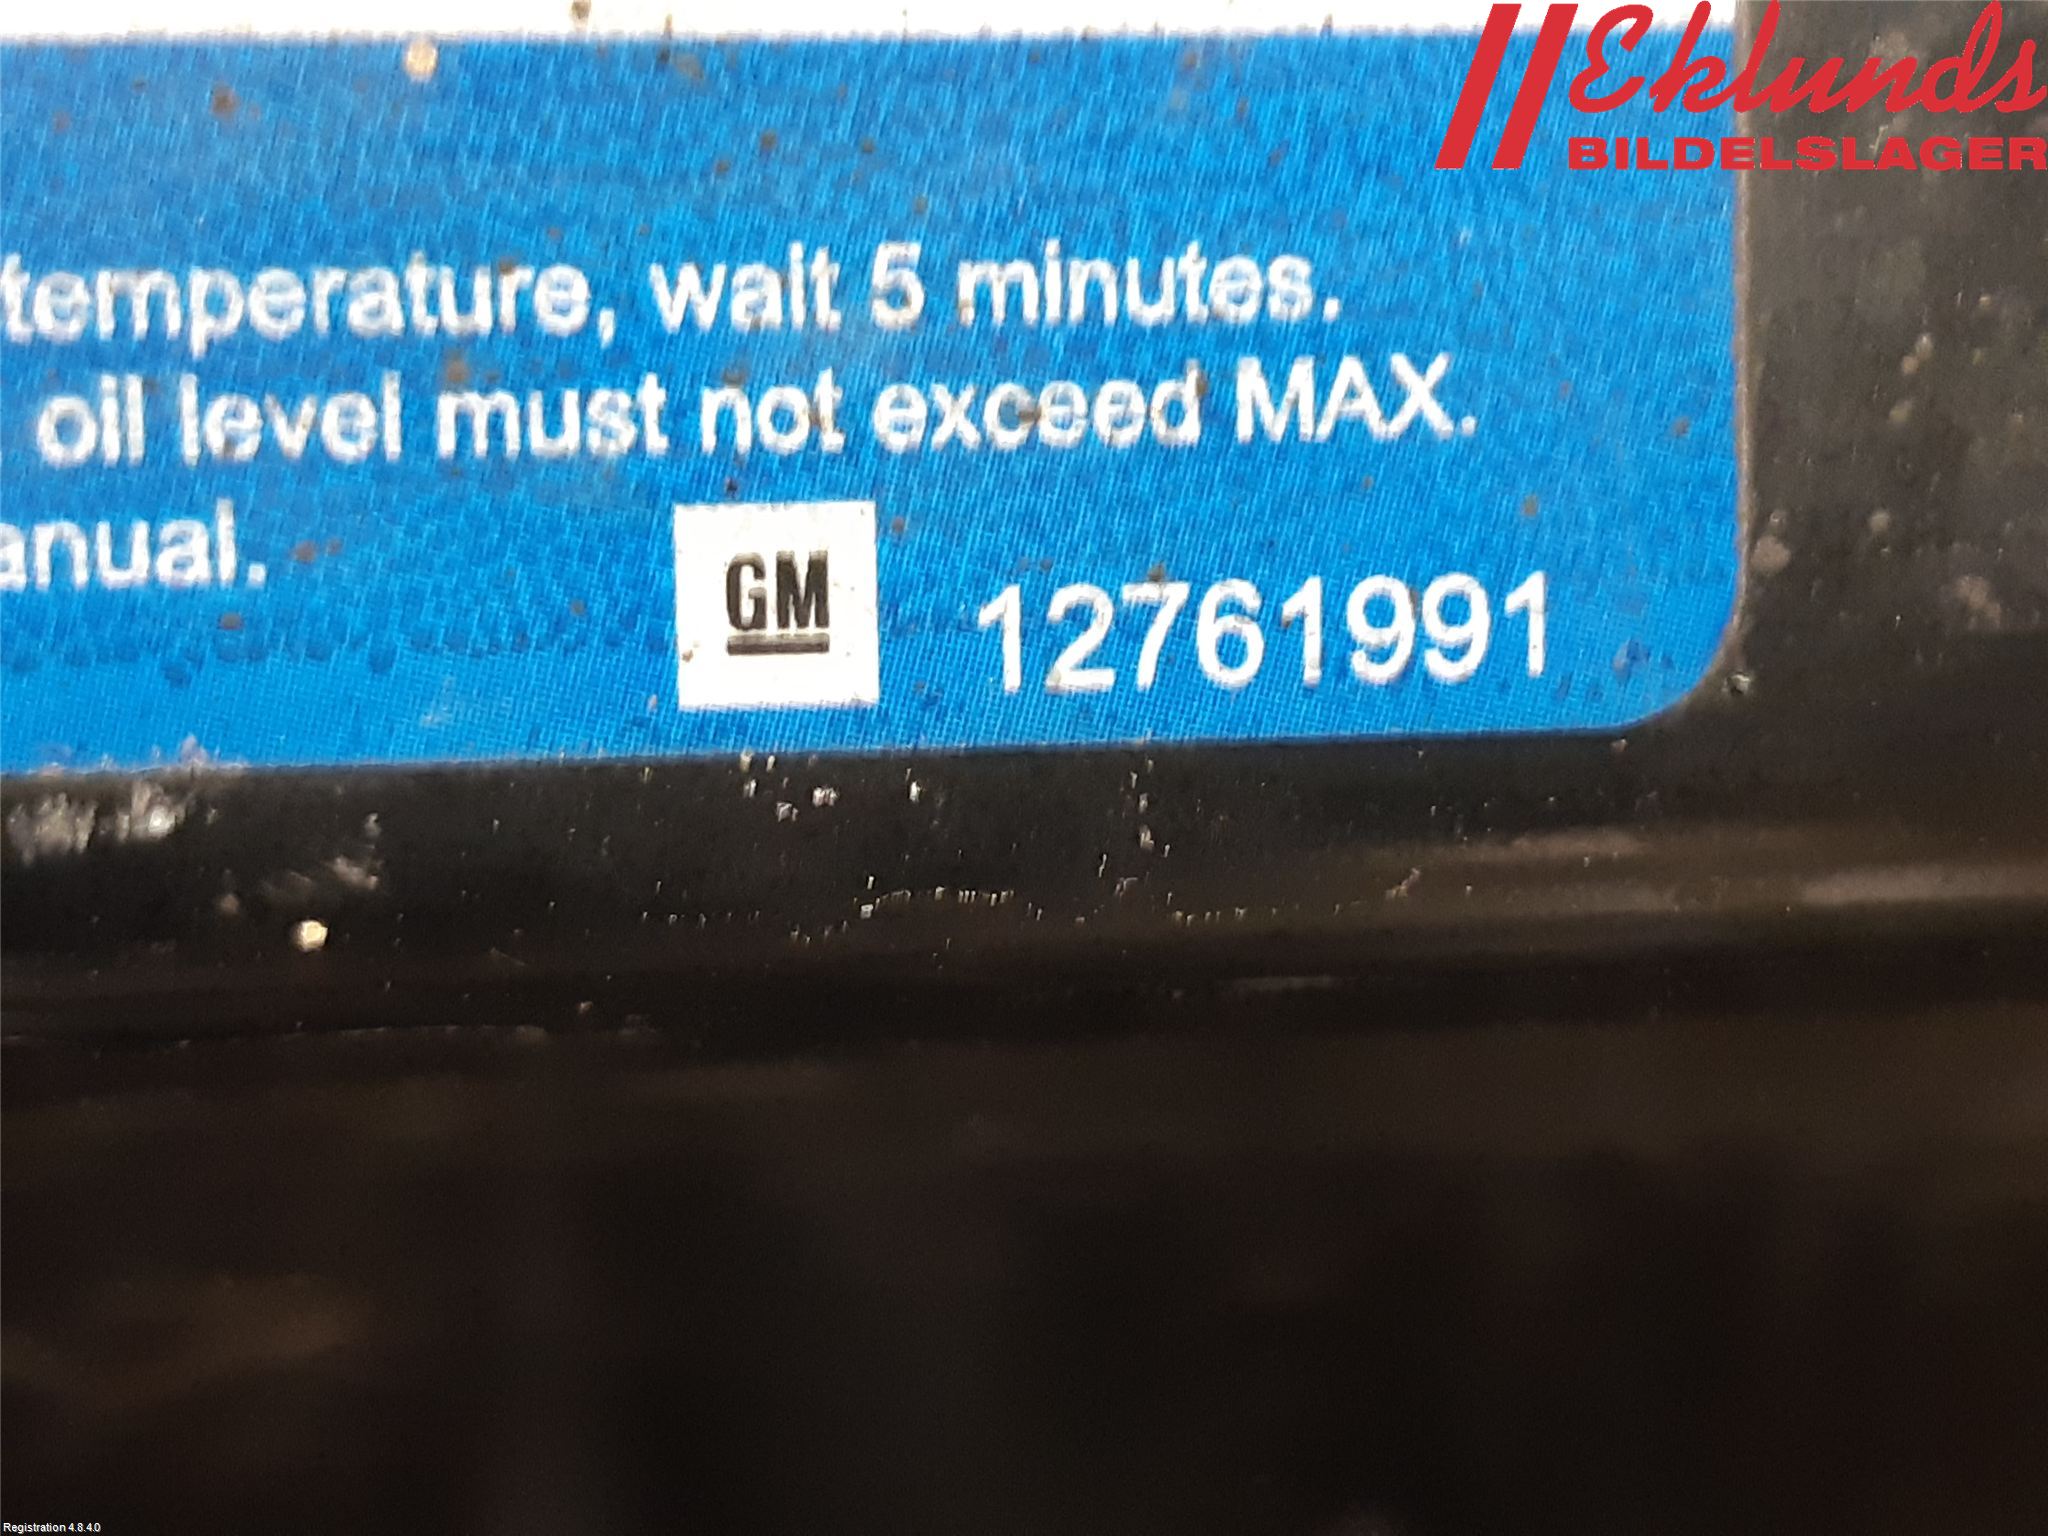 Eklunds
BILDELSLAGER
temperature, wait 5 minutes.
oil level must not exceed MAX.
anual.
GM 12761991
Registration 4.8.4.0